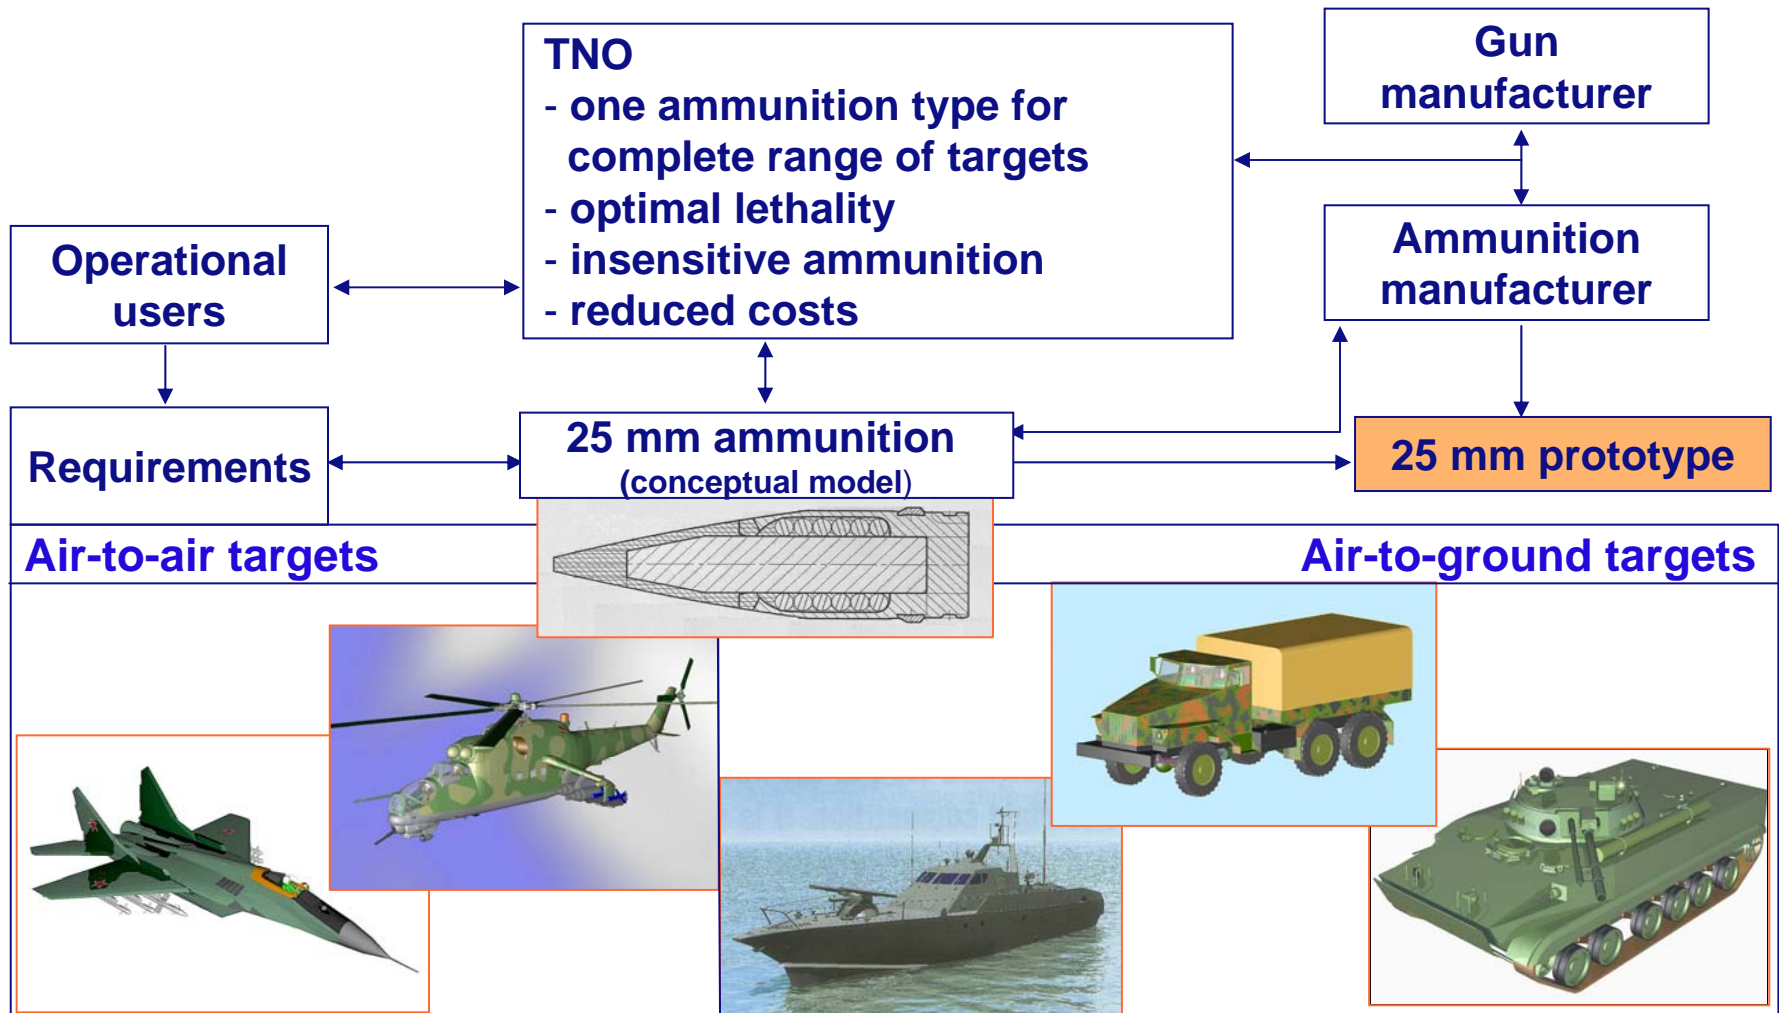 TNO
- one ammunition type for
complete range of targets
- optimal lethality
- insensitive ammunition
- reduced costs
Gun
manufacturer
Operational
users
Ammunition
manufacturer
Requirements
25 mm ammunition
(conceptual model)
25 mm prototype
Air-to-air targets
Air-to-ground targets